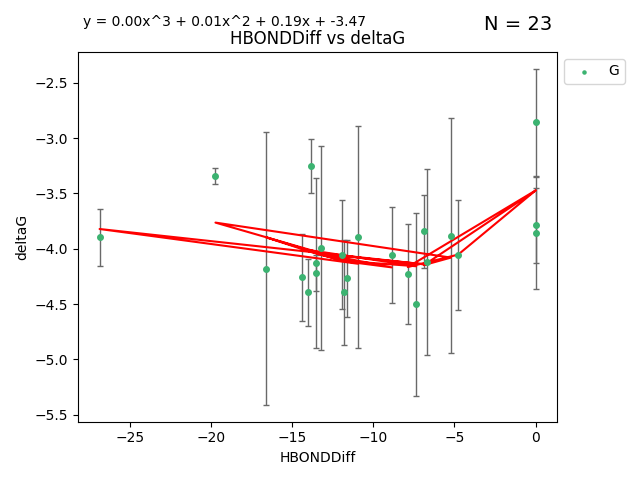 y = 0.00x^3 + 0.01x^2 + 0.19x + -3.47
N = 23
HBONDDiff vs deltaG
G
deltaG
−2.5
−3.0
−3.5
−4.0
−4.5
−5.0
−5.5
−25
−20
−15
−10
−5
0
HBONDDiff